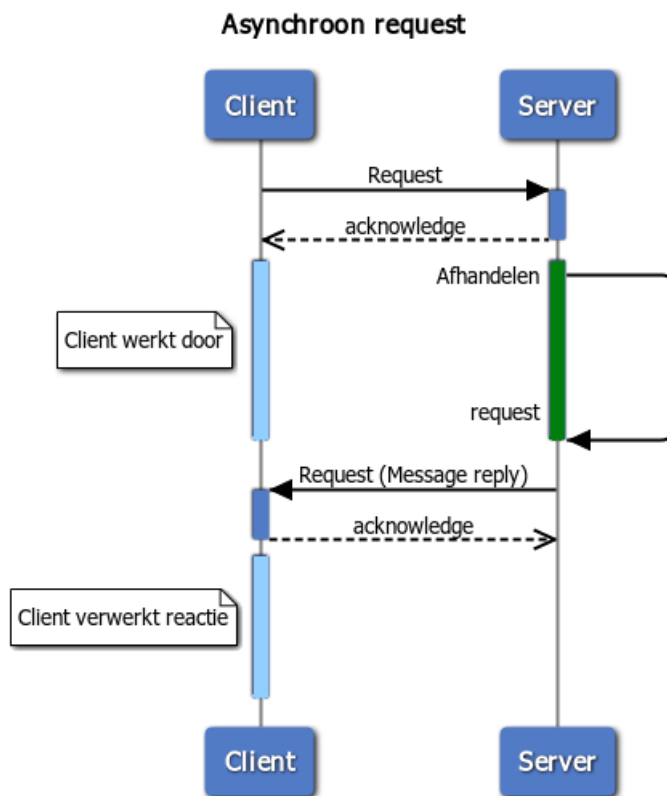 Asynchroon request
Client
Server
Request
acknowledge
Afhandelen
Client werkt door
request
Request (Message reply)
acknowledge
Client verwerkt reactie
Client
Server